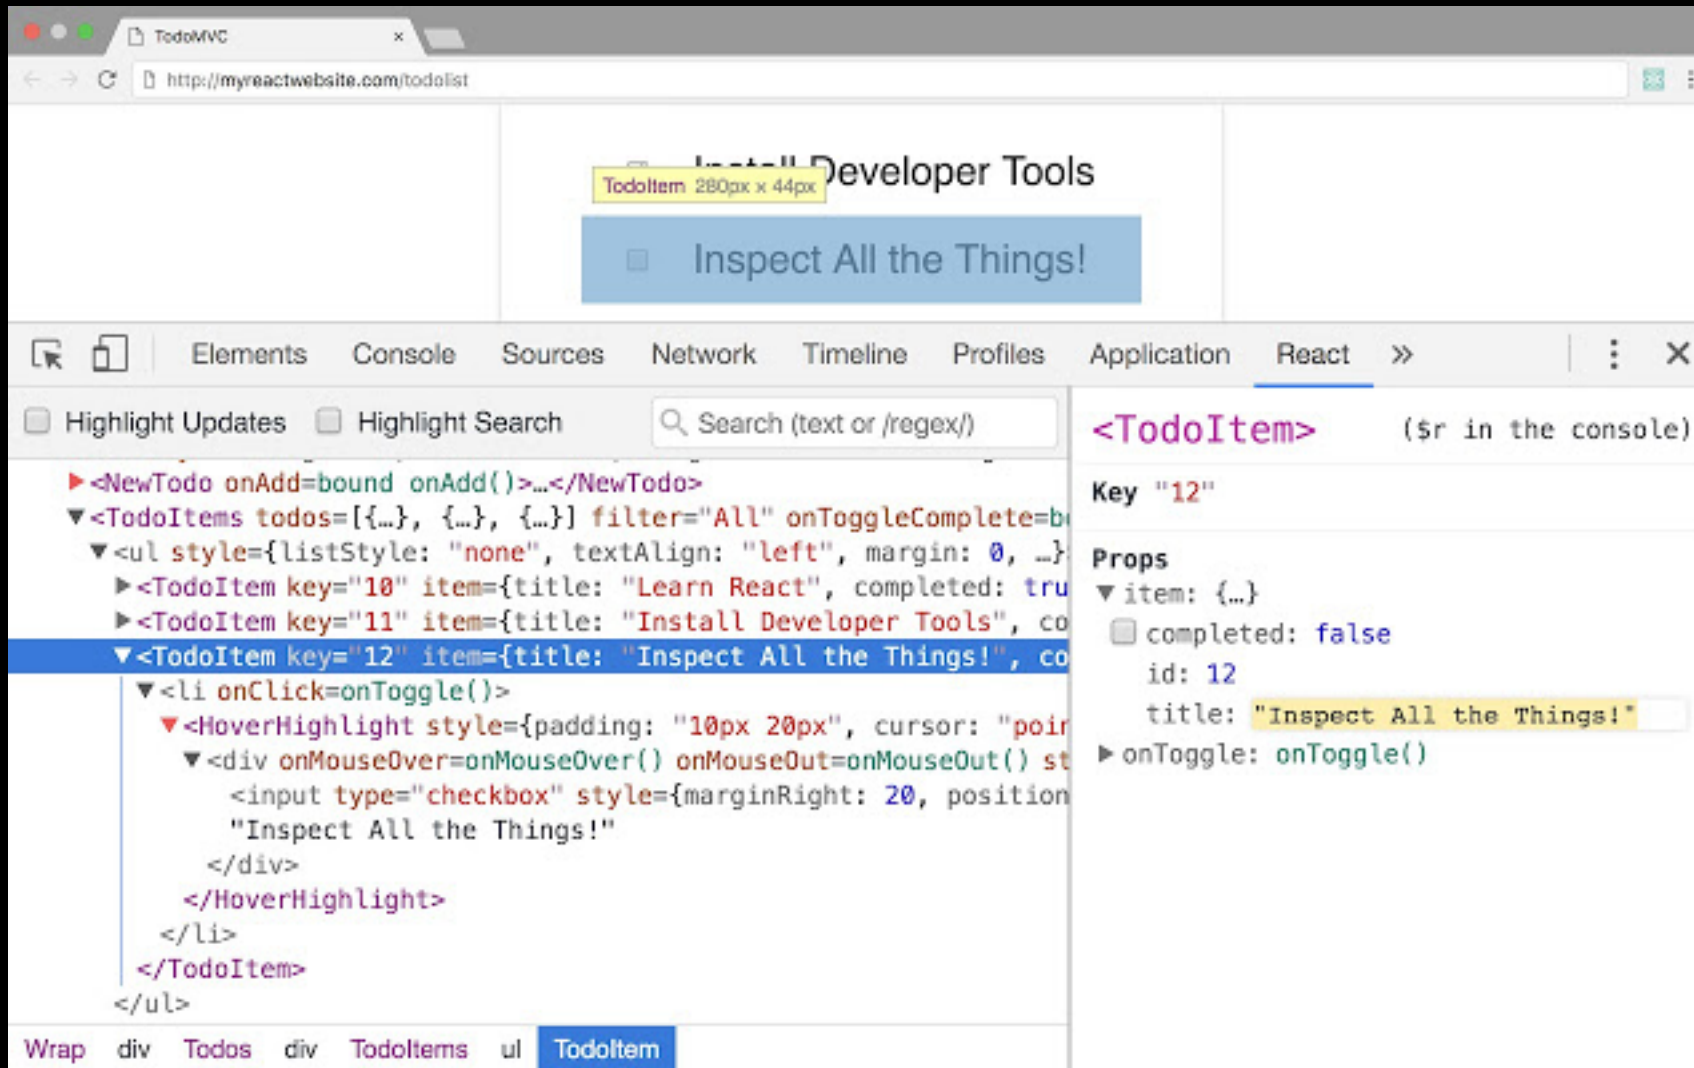 TodoMVC ×
http://myreactwebsite.com/todolist
Install Developer Tools
TodoItem 280px × 44px
Inspect All the Things!
Elements Console Sources Network Timeline Profiles Application React »
Highlight Updates Highlight Search Search (text or /regex/)
▶<NewTodo onAdd=bound onAdd()>…</NewTodo>
▼<TodoItems todos=[{…}, {…}, {…}] filter="All" onToggleComplete=b
▼<ul style={listStyle: "none", textAlign: "left", margin: 0, …}
▶<TodoItem key="10" item={title: "Learn React", completed: tru
▶<TodoItem key="11" item={title: "Install Developer Tools", co
▼<TodoItem key="12" item={title: "Inspect All the Things!", co
▼<li onClick=onToggle()>
▼<HoverHighlight style={padding: "10px 20px", cursor: "poin
▼<div onMouseOver=onMouseOver() onMouseOut=onMouseOut() st
<input type="checkbox" style={marginRight: 20, position
"Inspect All the Things!"
</div>
</HoverHighlight>
</li>
</TodoItem>
</ul>
Wrap div Todos div TodoItems ul TodoItem
<TodoItem> ($r in the console)
Key "12"
Props
▼item: {…}
completed: false
id: 12
title: "Inspect All the Things!"
▶onToggle: onToggle()